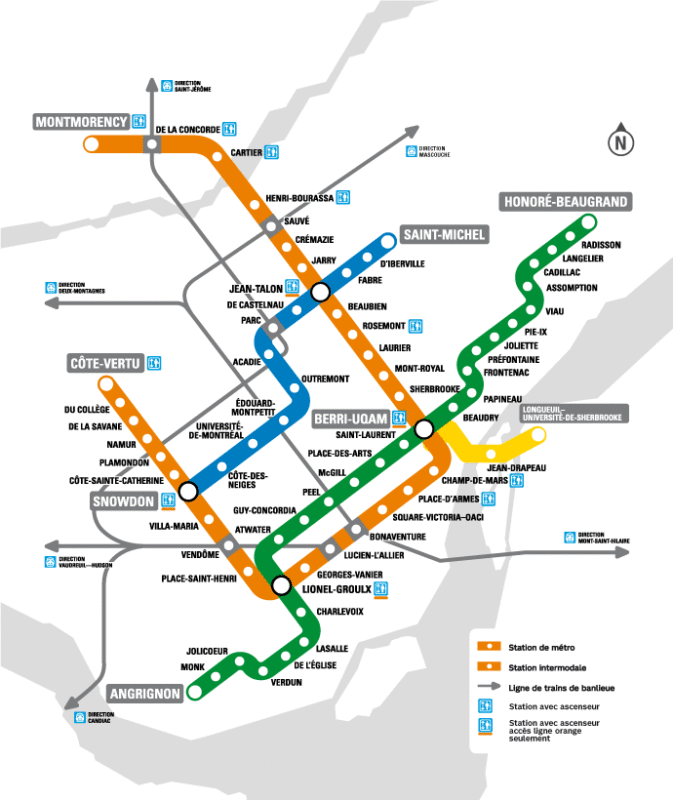 DIRECTION
SAINT-JÉRÔME
MONTMORENCY
DE LA CONCORDE
CARTIER
DIRECTION
MASCOUCHE
N
HENRI-BOURASSA
SAUVÉ
CRÉMAZIE
JARRY
HONORÉ-BEAUGRAND
RADISSON
LANGELIER
CADILLAC
ASSOMPTION
VIAU
PIE-IX
JOLIETTE
PRÉFONTAINE
FRONTENAC
PAPINEAU
BEAUDRY
SAINT-MICHEL
D'IBERVILLE
FABRE
JEAN-TALON
DE CASTELNAU
PARC
ACADIE
OUTREMONT
ÉDOUARD-
MONTPETIT
UNIVERSITÉ-
DE-MONTRÉAL
CÔTE-DES-
NEIGES
DIRECTION
DEUX-MONTAGNES
BEAUBIEN
ROSEMONT
LAURIER
MONT-ROYAL
SHERBROOKE
BERRI-UQAM
LONGUEUIL–
UNIVERSITÉ-DE-SHERBROOKE
JEAN-DRAPEAU
CHAMP-DE-MARS
PLACE-D'ARMES
SQUARE-VICTORIA–OACI
BONAVENTURE
LUCIEN-L'ALLIER
GEORGES-VANIER
LIONEL-GROULX
SAINT-LAURENT
PLACE-DES-ARTS
McGILL
PEEL
GUY-CONCORDIA
ATWATER
CÔTE-VERTU
DU COLLÈGE
DE LA SAVANE
NAMUR
PLAMONDON
CÔTE-SAINTE-CATHERINE
SNOWDON
VILLA-MARIA
VENDÔME
PLACE-SAINT-HENRI
DIRECTION
VAUDREUIL—HUDSON
DIRECTION
MONT-SAINT-HILAIRE
CHARLEVOIX
LASALLE
DE L'ÉGLISE
VERDUN
JOLICOEUR
MONK
ANGRIGNON
DIRECTION
CANDIAC
Station de métro
Station intermodale
Ligne de trains de banlieue
Station avec ascenseur
Station avec ascenseur
accès ligne orange
seulement